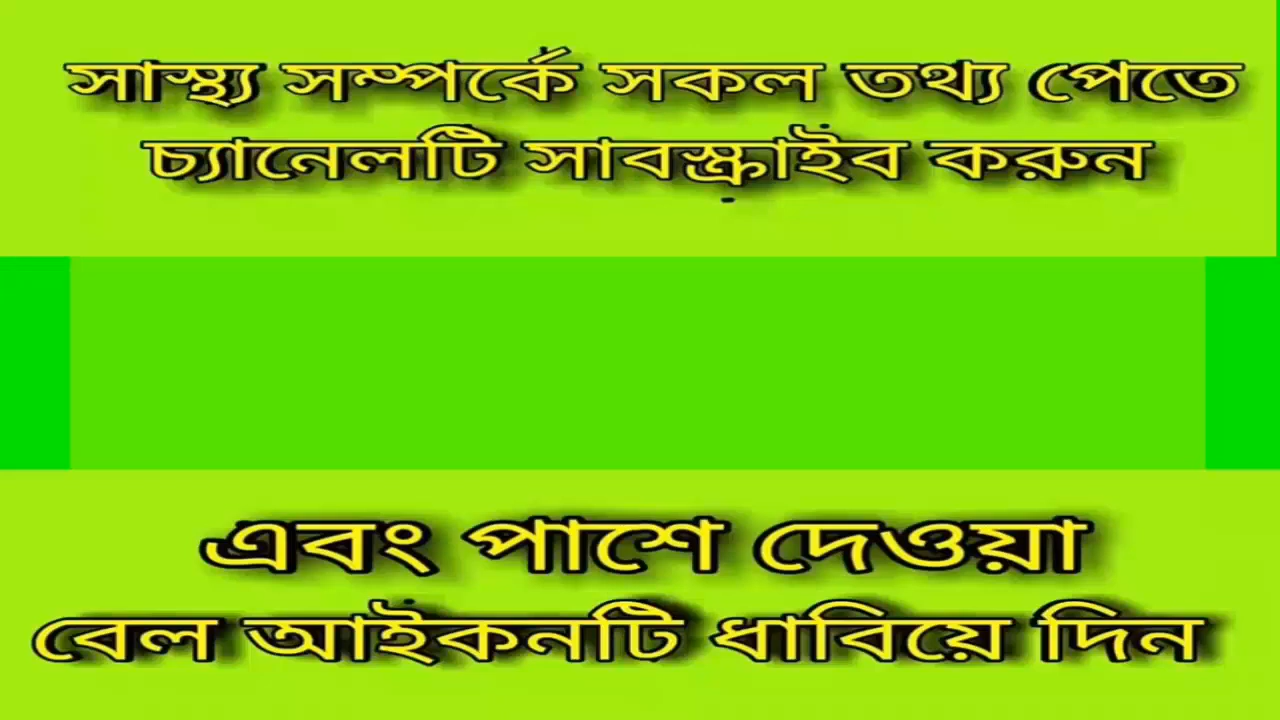 সাস্থ্য সম্পর্কে সকল তথ্য পেতে
চ্যানেলটি সাবস্ক্রাইব করুন
এবং পাশে দেওয়া
বেল আইকনটি ধাবিয়ে দিন